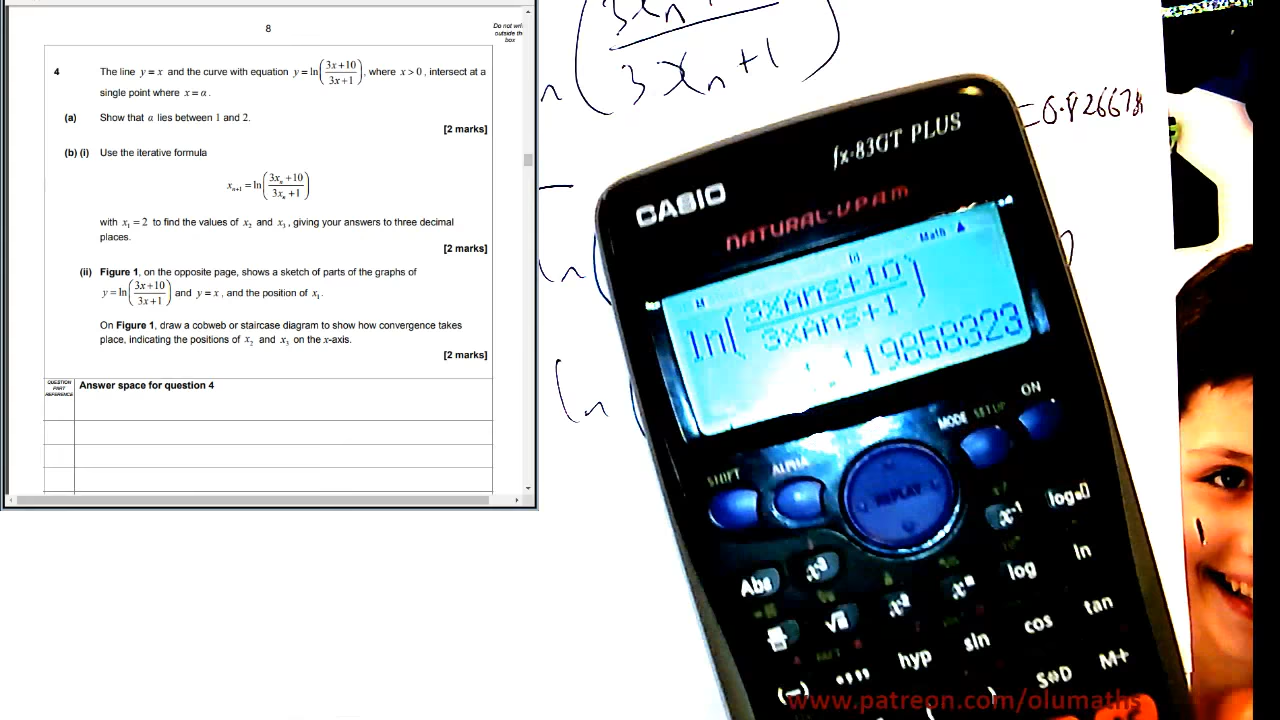 8
Do not wri
outside th
box
4 The line y = x and the curve with equation y = ln((3x+10)/(3x+1)), where x > 0, intersect at a
single point where x = α.
(a) Show that α lies between 1 and 2.
[2 marks]
(b) (i) Use the iterative formula
xₙ₊₁ = ln((3xₙ+10)/(3xₙ+1))
with x₁ = 2 to find the values of x₂ and x₃, giving your answers to three decimal
places.
[2 marks]
(ii) Figure 1, on the opposite page, shows a sketch of parts of the graphs of
y = ln((3x+10)/(3x+1)) and y = x, and the position of x₁.
On Figure 1, draw a cobweb or staircase diagram to show how convergence takes
place, indicating the positions of x₂ and x₃ on the x-axis.
[2 marks]
QUESTION
PART
REFERENCE
Answer space for question 4
3xₙ+1
CASIO fx-83GT PLUS
NATURAL-V.P.A.M.
Math ▲
ln((3×Ans+10)/(3×Ans+1))
SHIFT ALPHA REPLAY MODE SETUP ON
Abs x³ x⁻¹ log
√ x² log ln
hyp sin cos tan
(−) ) S⇔D M+
www.patreon.com/olumaths